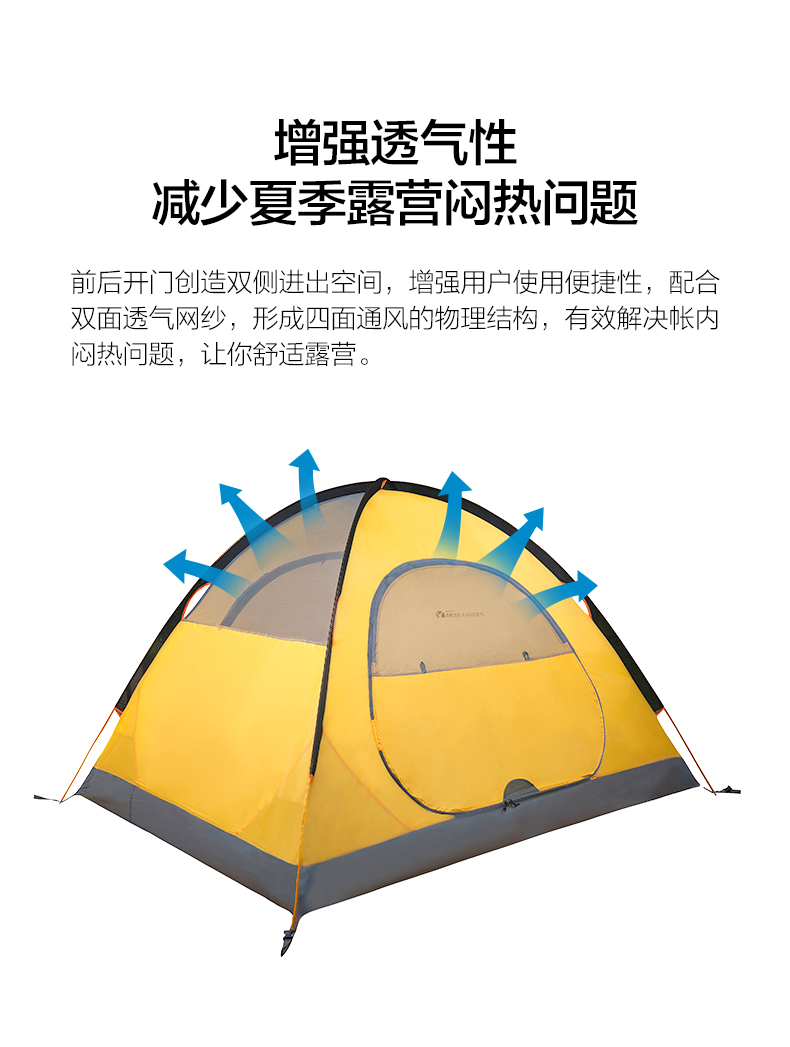 增强透气性
减少夏季露营闷热问题
前后开门创造双侧进出空间，增强用户使用便捷性，配合
双面透气网纱，形成四面通风的物理结构，有效解决帐内
闷热问题，让你舒适露营。